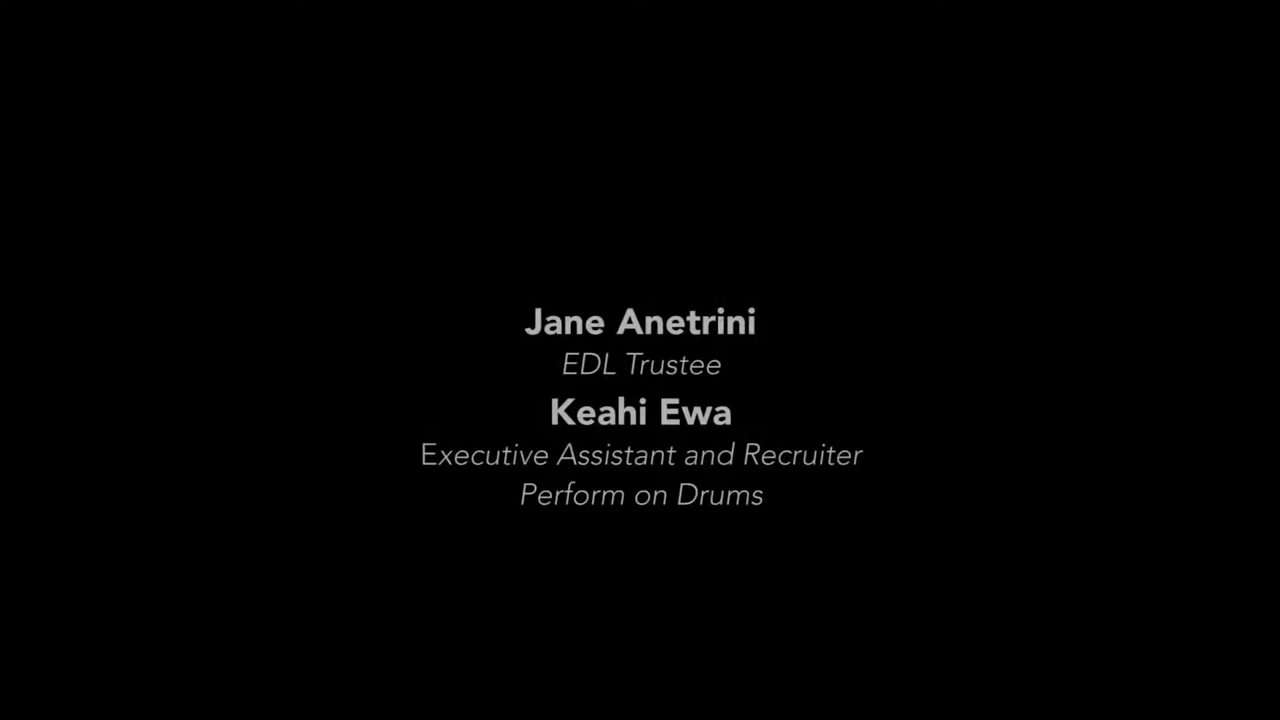 Jane Anetrini
EDL Trustee
Keahi Ewa
Executive Assistant and Recruiter
Perform on Drums